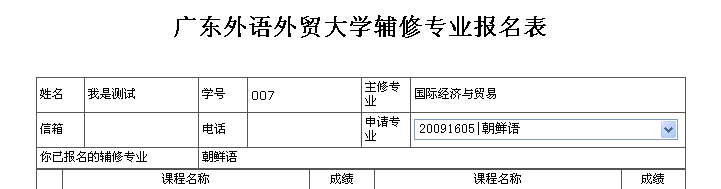 广东外语外贸大学辅修专业报名表
姓名 我是测试 学号 007 主修专业 国际经济与贸易
信箱 电话 申请专业 20091605|朝鲜语
你已报名的辅修专业 朝鲜语
课程名称 成绩 课程名称 成绩